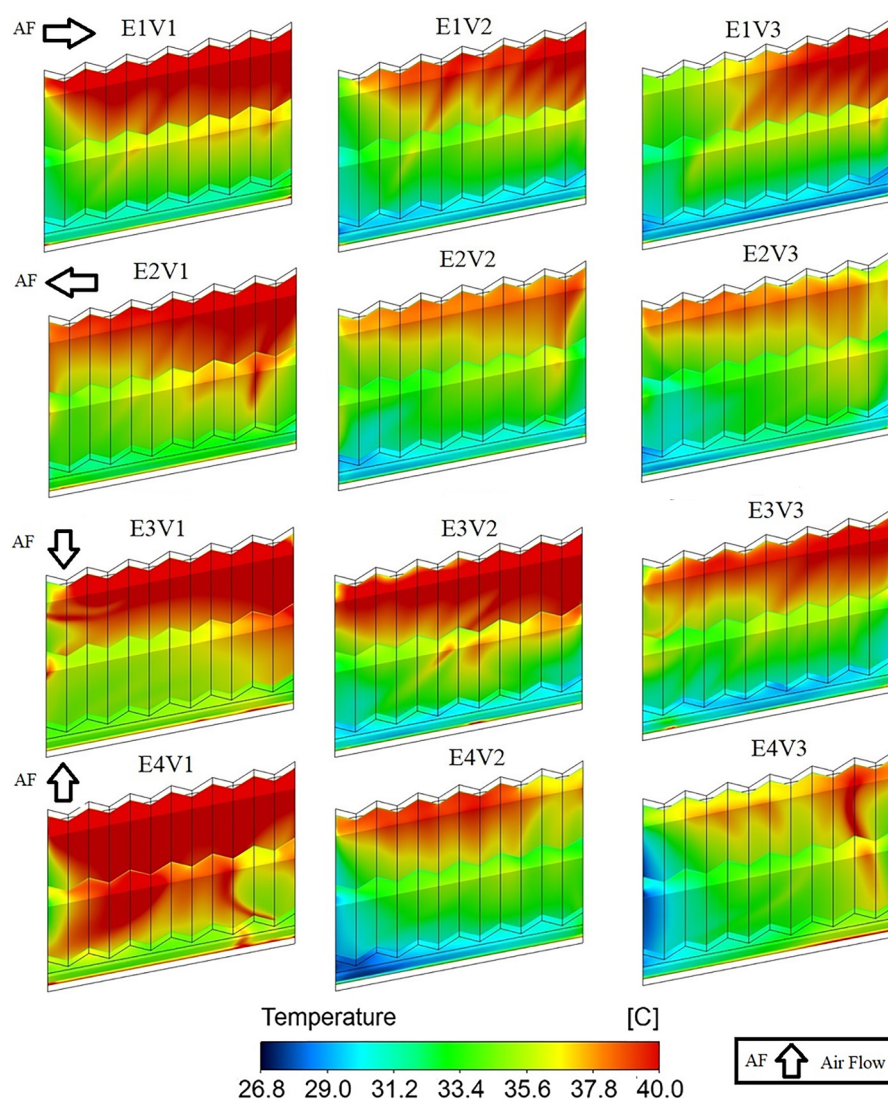 AF E1V1 E1V2 E1V3
AF E2V1 E2V2 E2V3
AF E3V1 E3V2 E3V3
AF E4V1 E4V2 E4V3
Temperature [C]
26.8 29.0 31.2 33.4 35.6 37.8 40.0
AF Air Flow